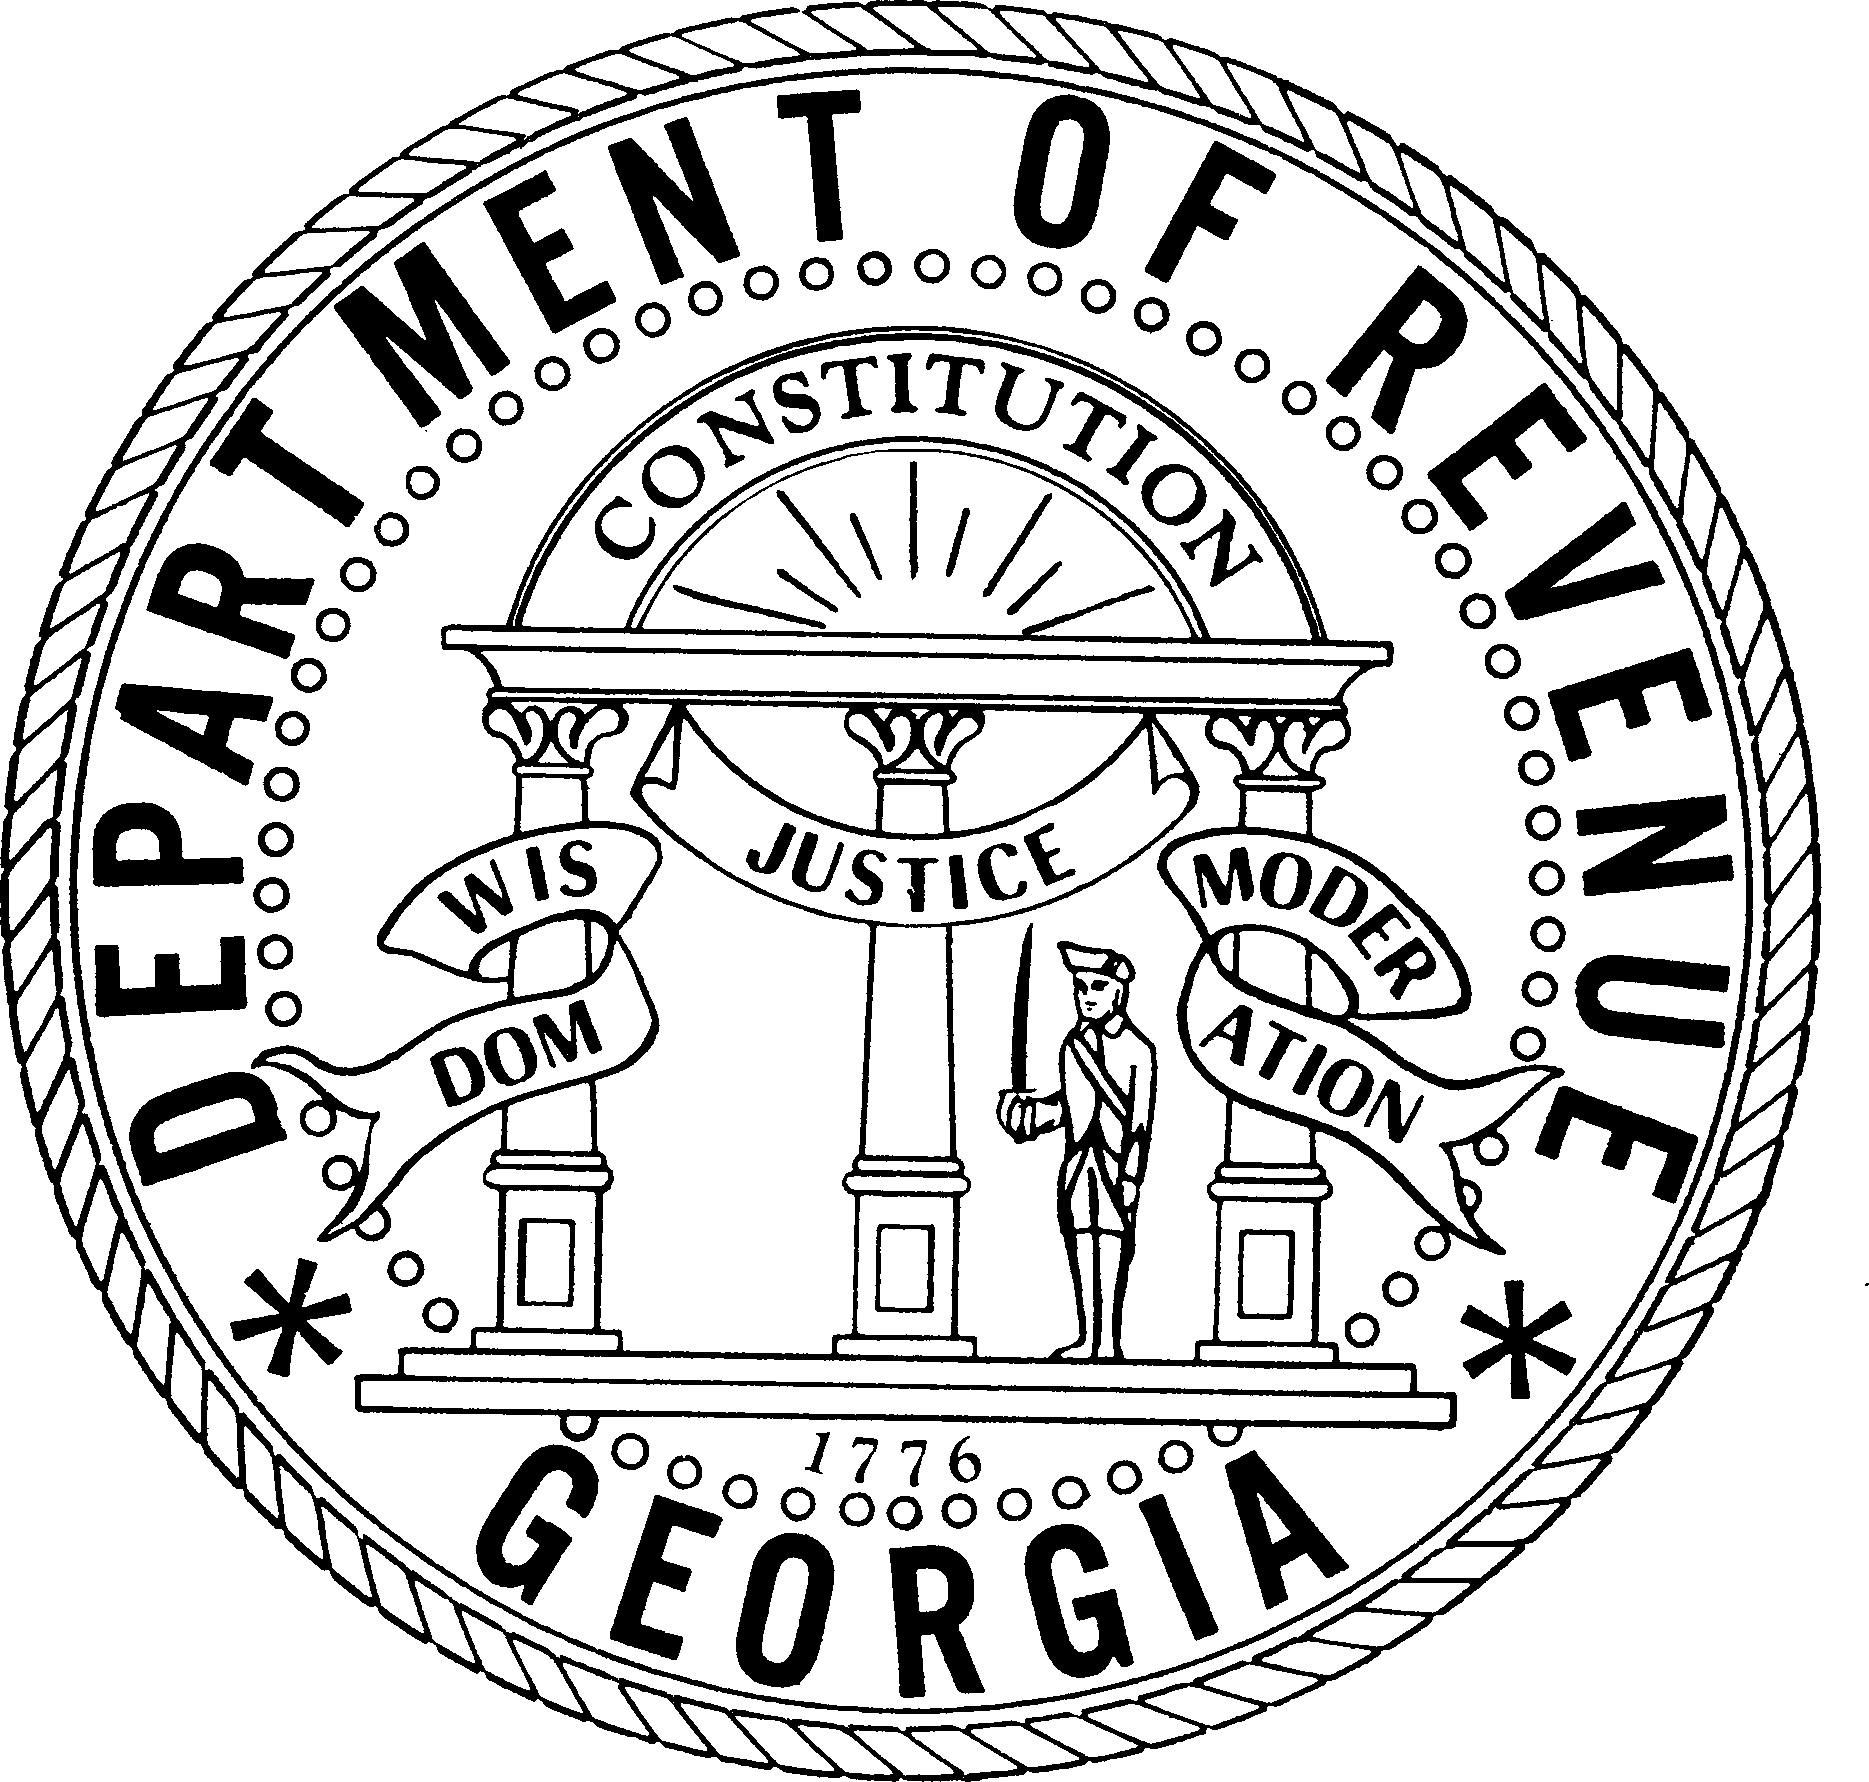 DEPARTMENT OF REVENUE
CONSTITUTION
WIS
DOM
JUSTICE
MODER
ATION
1776
GEORGIA